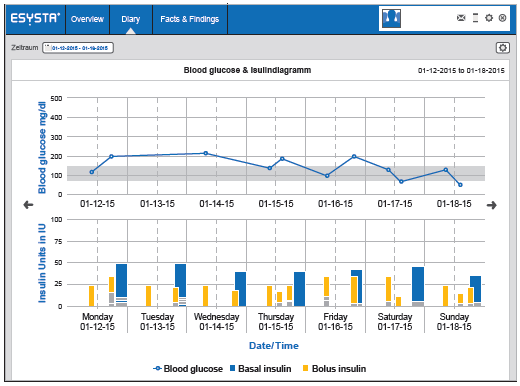 ESYSTA® Overview Diary Facts & Findings
Zeitraum 01-12-2015 - 01-18-2015
Blood glucose & Isulindiagramm 01-12-2015 to 01-18-2015
Blood glucose mg/dl
500
400
300
200
100
0
01-12-15 01-13-15 01-14-15 01-15-15 01-16-15 01-17-15 01-18-15
Insulin Units in IU
100
75
50
25
0
Monday Tuesday Wednesday Thursday Friday Saturday Sunday
01-12-15 01-13-15 01-14-15 01-15-15 01-16-15 01-17-15 01-18-15
Date/Time
Blood glucose Basal insulin Bolus insulin